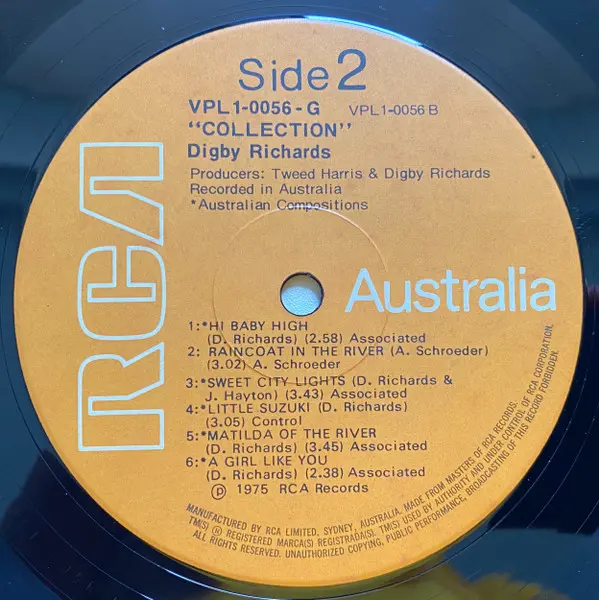 Side 2
VPL1-0056-G VPL1-0056 B
"COLLECTION"
Digby Richards
Producers: Tweed Harris & Digby Richards
Recorded in Australia
*Australian Compositions
RCA
Australia
1:*HI BABY HIGH
(D. Richards) (2.58) Associated
2: RAINCOAT IN THE RIVER (A. Schroeder)
(3.02) A. Schroeder
3:*SWEET CITY LIGHTS (D. Richards &
J. Hayton) (3.43) Associated
4:*LITTLE SUZUKI (D. Richards)
(3.05) Control
5:*MATILDA OF THE RIVER
(D. Richards) (3.45) Associated
6:*A GIRL LIKE YOU
(D. Richards) (2.38) Associated
℗ 1975 RCA Records
MANUFACTURED BY RCA LIMITED, SYDNEY, AUSTRALIA. MADE FROM MASTERS OF RCA RECORDS.
TM(S) ® REGISTERED MARCA(S) REGISTRADA(S). TM(S) USED BY AUTHORITY AND UNDER CONTROL OF RCA CORPORATION.
ALL RIGHTS RESERVED. UNAUTHORIZED COPYING, PUBLIC PERFORMANCE, BROADCASTING OF THIS RECORD FORBIDDEN.